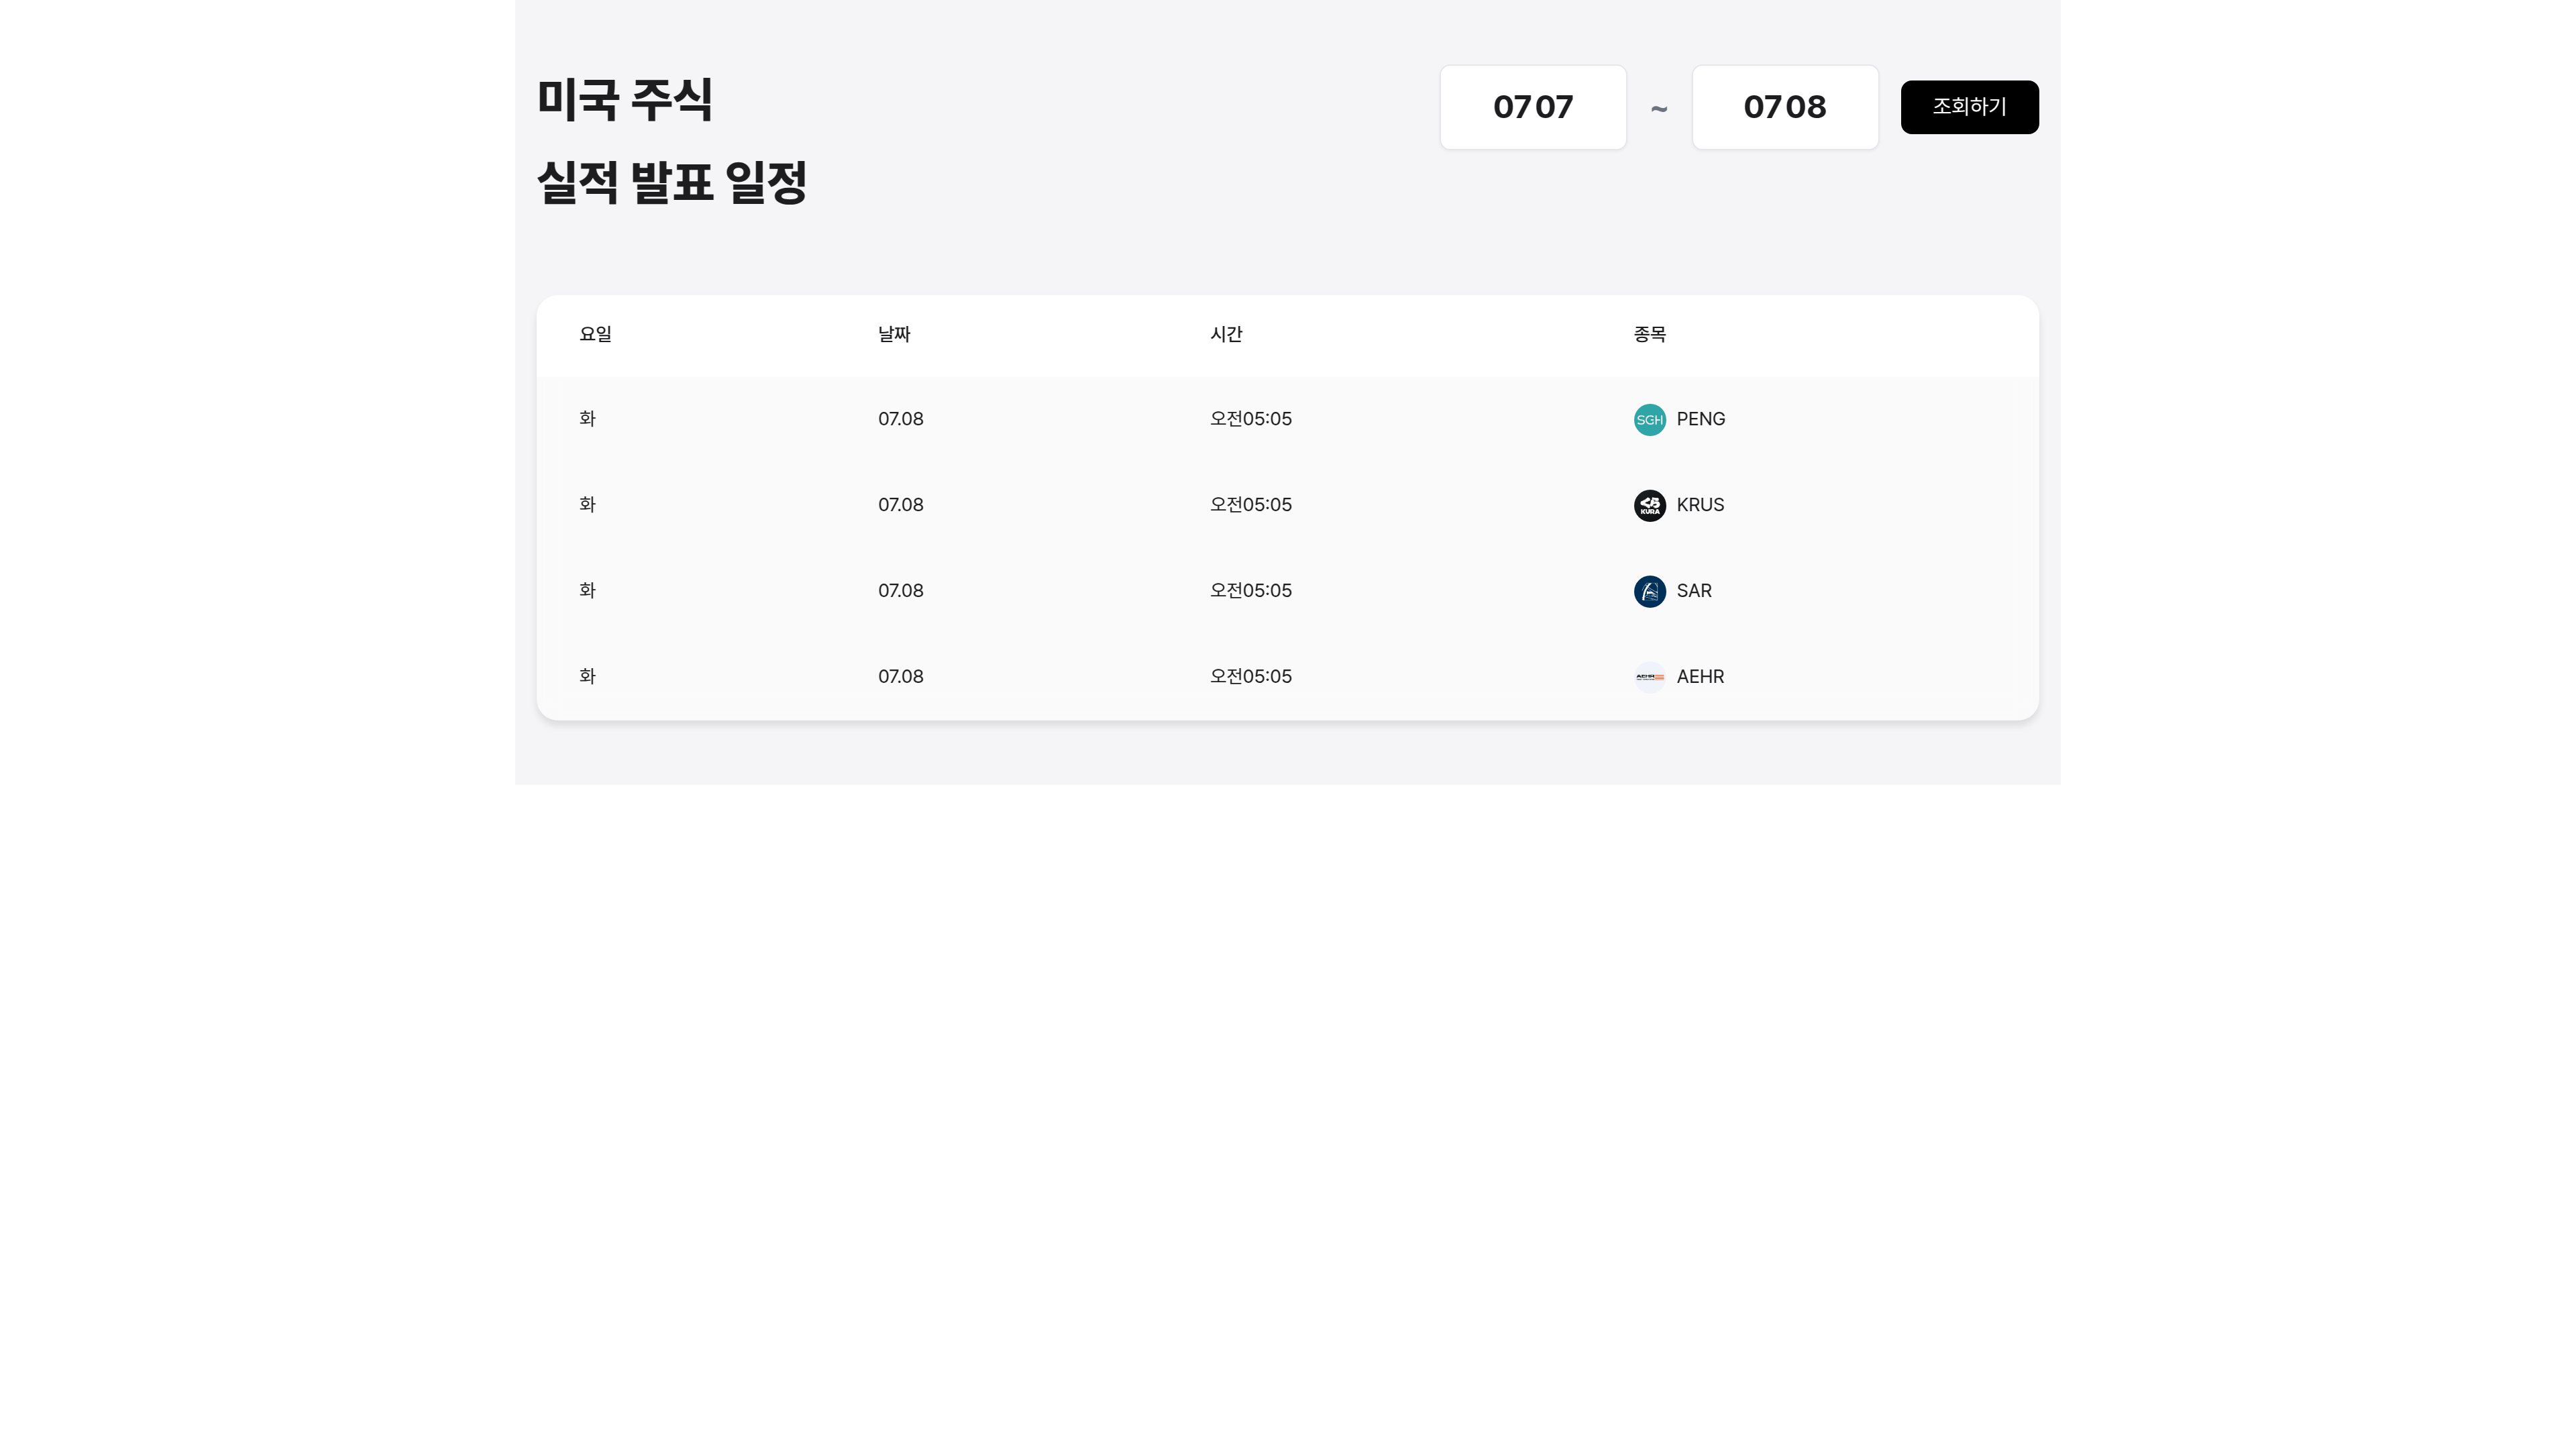 미국 주식
실적 발표 일정
0707 ~ 0708 조회하기
요일 날짜 시간 종목
화 07.08 오전05:05 SGH PENG
화 07.08 오전05:05 KURA KRUS
화 07.08 오전05:05 SAR
화 07.08 오전05:05 AEHR AEHR